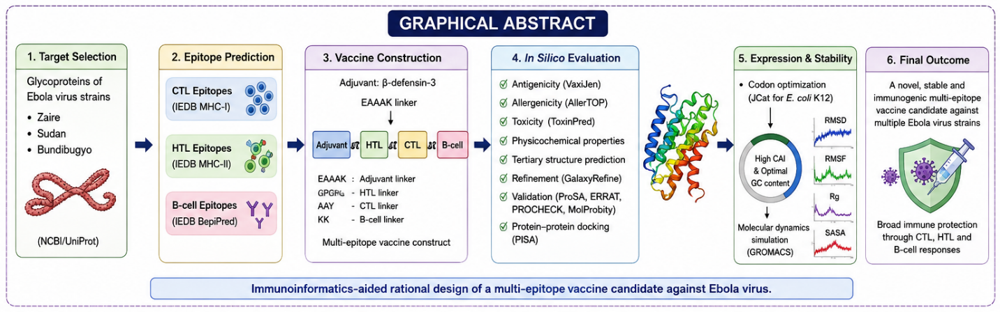 GRAPHICAL ABSTRACT
1. Target Selection
Glycoproteins of
Ebola virus strains
• Zaire
• Sudan
• Bundibugyo
(NCBI/UniProt)
2. Epitope Prediction
CTL Epitopes
(IEDB MHC-I)
HTL Epitopes
(IEDB MHC-II)
B-cell Epitopes
(IEDB BepiPred)
3. Vaccine Construction
Adjuvant: β-defensin-3
EAAAK linker
Adjuvant HTL CTL B-cell
EAAAK : Adjuvant linker
- HTL linker
AAY - CTL linker
KK - B-cell linker
Multi-epitope vaccine construct
4. In Silico Evaluation
Antigenicity (VaxiJen)
Allergenicity (AllerTOP)
Toxicity (ToxinPred)
Physicochemical properties
Tertiary structure prediction
Refinement (GalaxyRefine)
Validation (ProSA, ERRAT,
PROCHECK, MolProbity)
Protein–protein docking
(PISA)
5. Expression & Stability
• Codon optimization
(JCat for E. coli K12)
High CAI
& Optimal
GC content
Molecular dynamics
simulation
(GROMACS)
RMSD
RMSF
Rg
SASA
6. Final Outcome
A novel, stable and
immunogenic multi-epitope
vaccine candidate against
multiple Ebola virus strains
Broad immune protection
through CTL, HTL and
B-cell responses
Immunoinformatics-aided rational design of a multi-epitope vaccine candidate against Ebola virus.